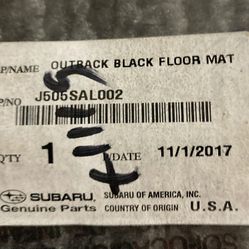 P/NAME OUTBACK BLACK FLOOR MAT
P/NO J505SAL002
QTY 1 P/DATE 11/1/2017
SUBARU® SUBARU OF AMERICA, INC.
Genuine Parts COUNTRY OF ORIGIN U.S.A.